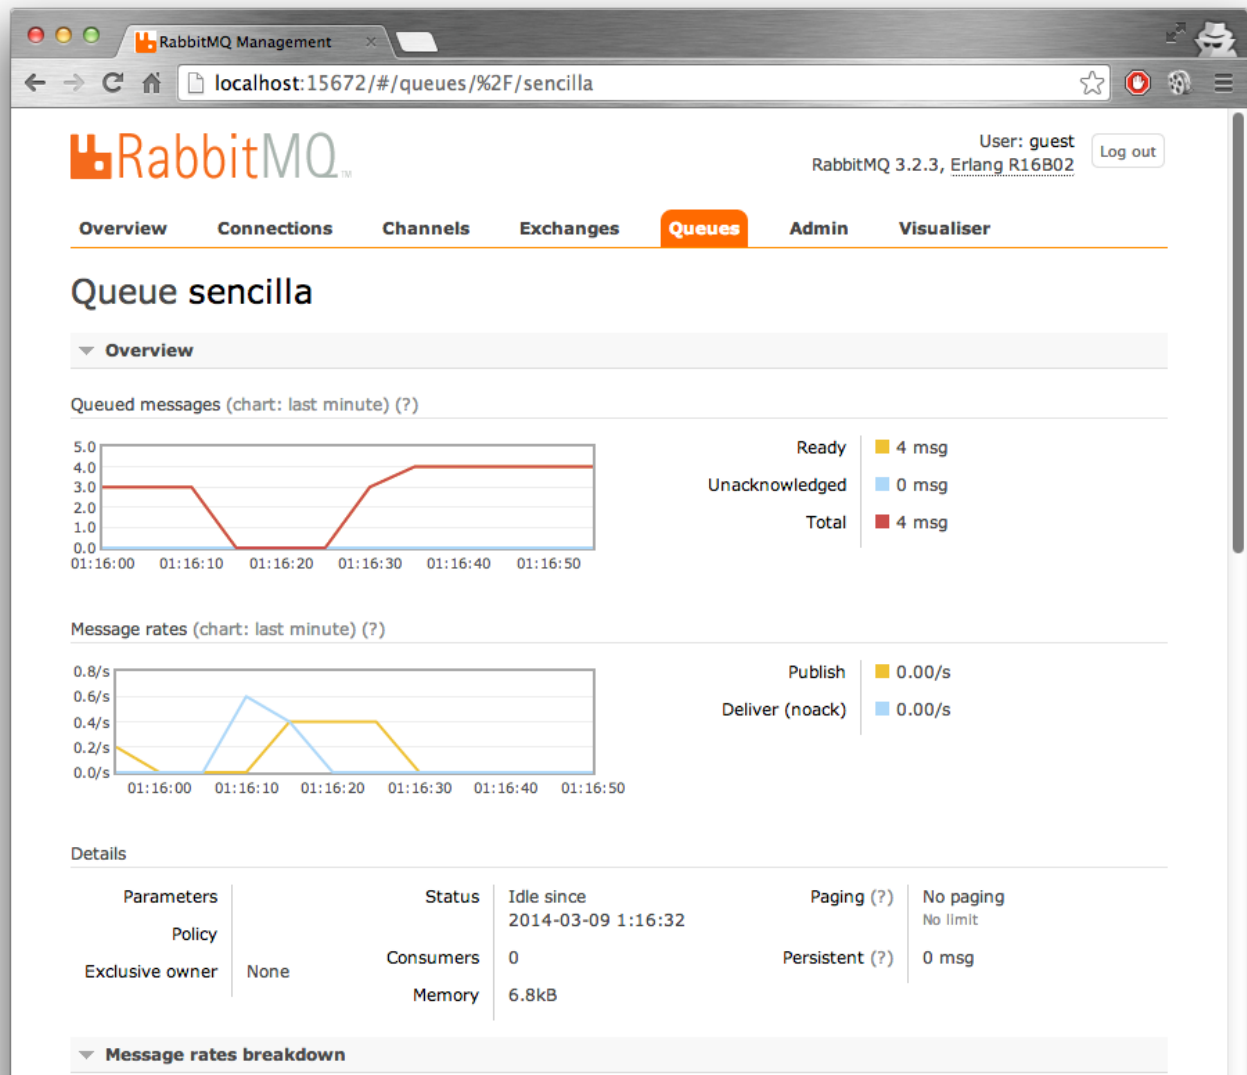 RabbitMQ Management
localhost:15672/#/queues/%2F/sencilla
RabbitMQ™
User: guest
RabbitMQ 3.2.3, Erlang R16B02
Log out
Overview Connections Channels Exchanges Queues Admin Visualiser
Queue sencilla
Overview
Queued messages (chart: last minute) (?)
5.0
4.0
3.0
2.0
1.0
0.0
01:16:00 01:16:10 01:16:20 01:16:30 01:16:40 01:16:50
Ready 4 msg
Unacknowledged 0 msg
Total 4 msg
Message rates (chart: last minute) (?)
0.8/s
0.6/s
0.4/s
0.2/s
0.0/s
01:16:00 01:16:10 01:16:20 01:16:30 01:16:40 01:16:50
Publish 0.00/s
Deliver (noack) 0.00/s
Details
Parameters
Policy
Exclusive owner None
Status Idle since
2014-03-09 1:16:32
Consumers 0
Memory 6.8kB
Paging (?) No paging
No limit
Persistent (?) 0 msg
Message rates breakdown